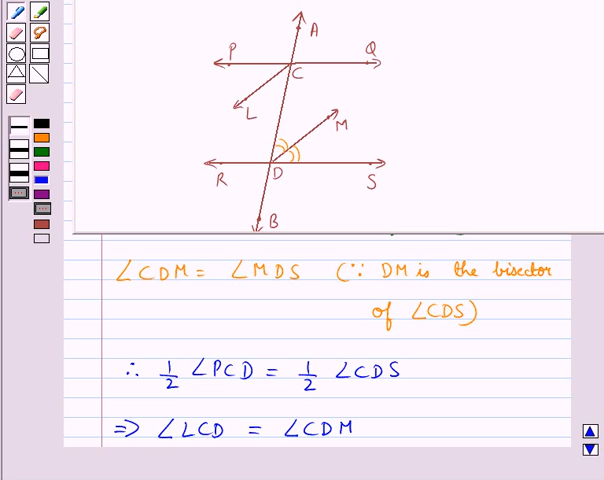 A
P
Q
C
L
M
R
D
S
B
∠CDM = ∠MDS (∵ DM is the bisector
of ∠CDS)
∴ 1/2 ∠PCD = 1/2 ∠CDS
⇒ ∠LCD = ∠CDM